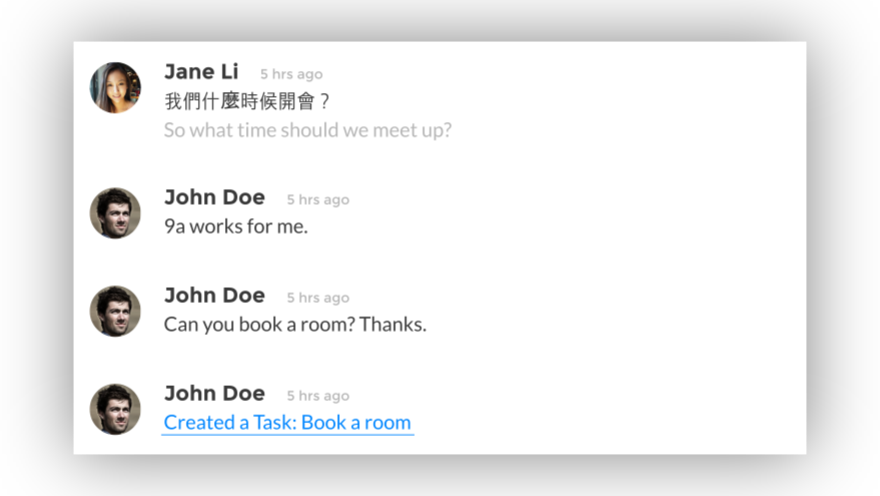 Jane Li 5 hrs ago
我們什麼時候開會？
So what time should we meet up?
John Doe 5 hrs ago
9a works for me.
John Doe 5 hrs ago
Can you book a room? Thanks.
John Doe 5 hrs ago
Created a Task: Book a room